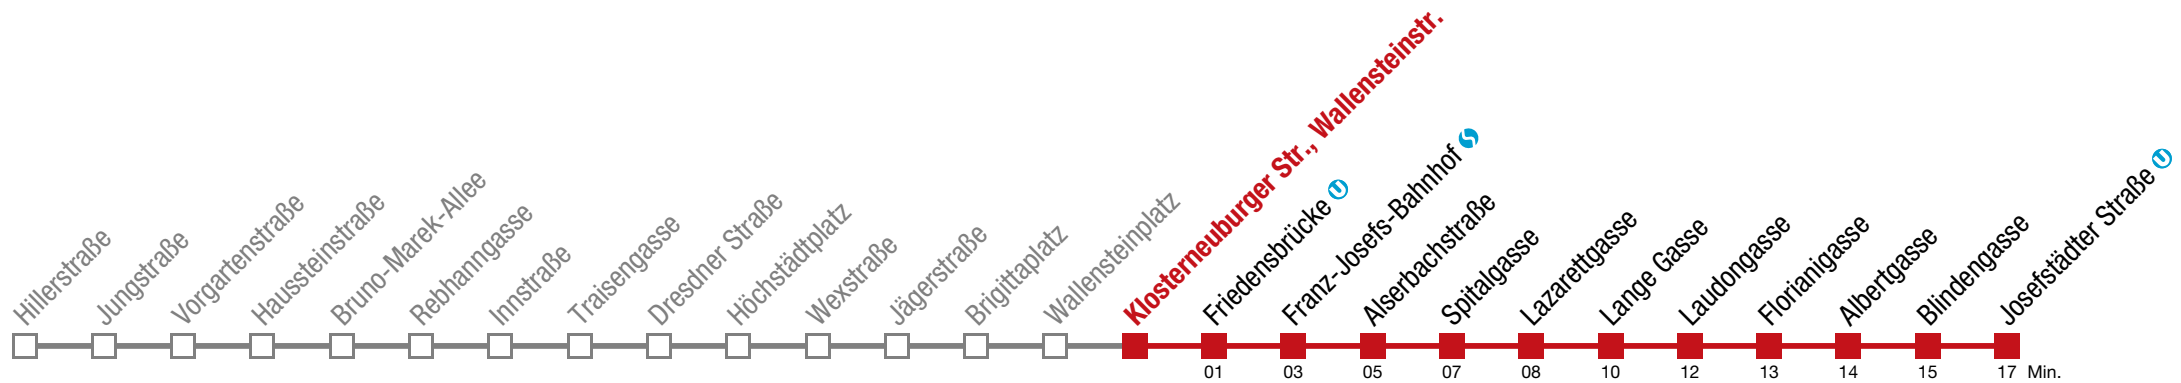 Hillerstraße
Jungstraße
Vorgartenstraße
Haussteinstraße
Bruno-Marek-Allee
Rebhanngasse
Innstraße
Traisengasse
Dresdner Straße
Höchstädtplatz
Wexstraße
Jägerstraße
Brigittaplatz
Wallensteinplatz
Klosterneuburger Str., Wallensteinstr.
Friedensbrücke U
Franz-Josefs-Bahnhof S
Alserbachstraße
Spitalgasse
Lazarettgasse
Lange Gasse
Laudongasse
Florianigasse
Albertgasse
Blindengasse
Josefstädter Straße U
01 03 05 07 08 10 12 13 14 15 17 Min.